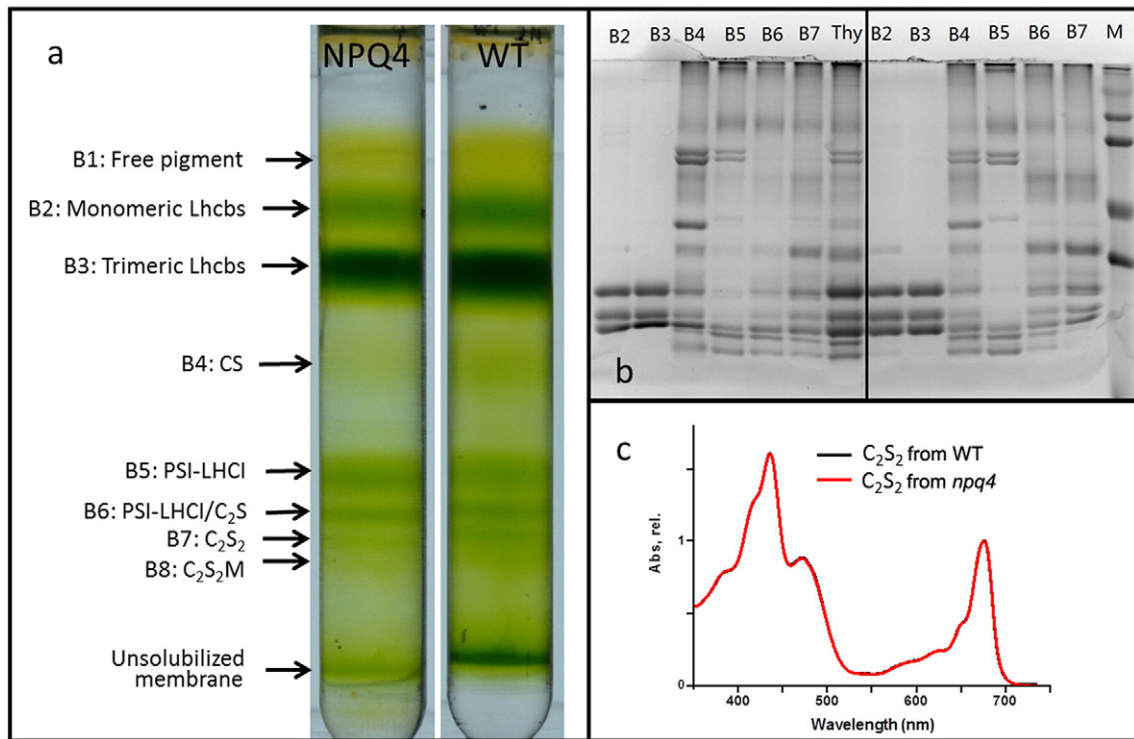 a
NPQ4 WT
B1: Free pigment
B2: Monomeric Lhcbs
B3: Trimeric Lhcbs
B4: CS
B5: PSI-LHCI
B6: PSI-LHCI/C₂S
B7: C₂S₂
B8: C₂S₂M
Unsolubilized
membrane
B2 B3 B4 B5 B6 B7 Thy B2 B3 B4 B5 B6 B7 M
b
c
C₂S₂ from WT
C₂S₂ from npq4
Abs, rel.
1
0
400 500 600 700
Wavelength (nm)